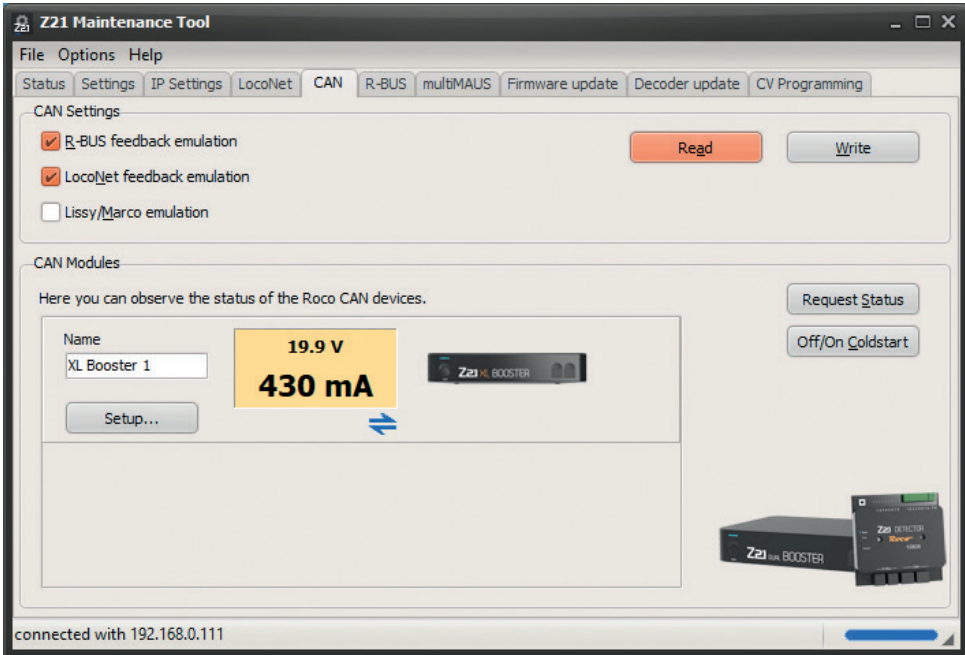 Z21 Maintenance Tool
File Options Help
Status Settings IP Settings LocoNet CAN R-BUS multiMAUS Firmware update Decoder update CV Programming
CAN Settings
R-BUS feedback emulation
Read
Write
LocoNet feedback emulation
Lissy/Marco emulation
CAN Modules
Here you can observe the status of the Roco CAN devices.
Request Status
Off/On Coldstart
Name
XL Booster 1
19.9 V
430 mA
Z21 XL BOOSTER
Setup...
Z21 DUAL BOOSTER
Z21 DETECTOR
Roco
connected with 192.168.0.111